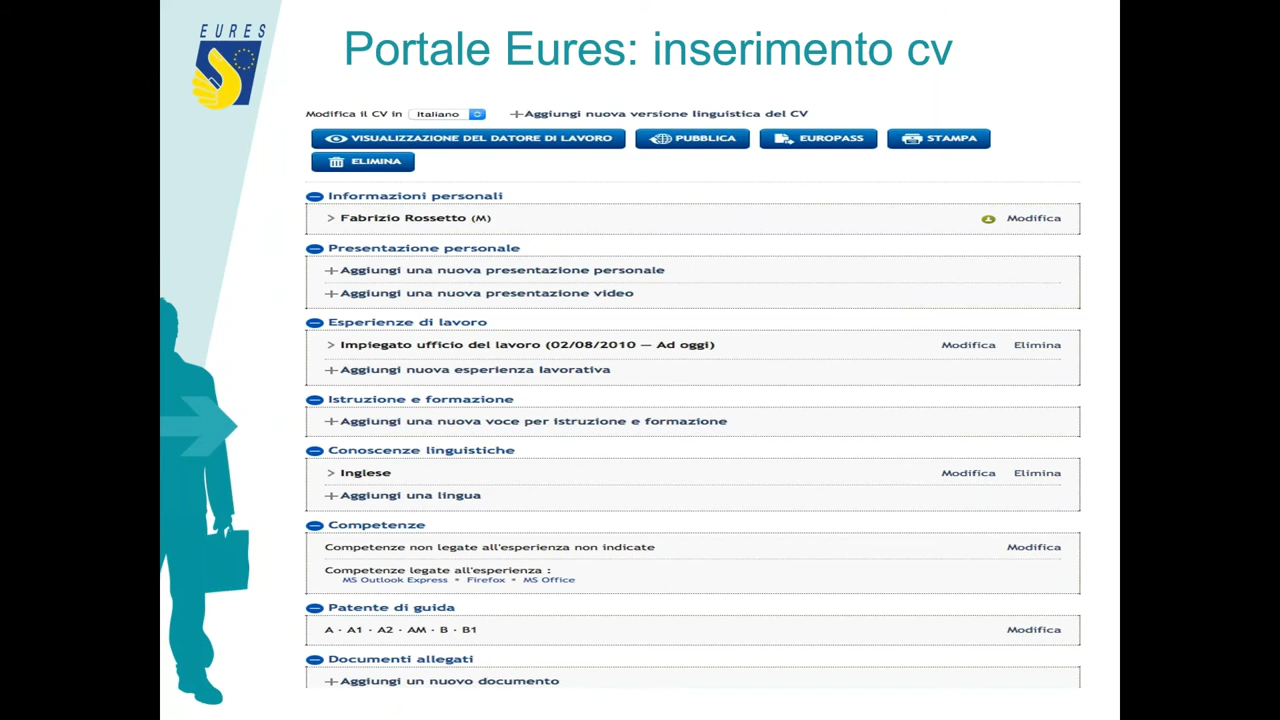 EURES
Portale Eures: inserimento cv
Modifica il CV in Italiano +Aggiungi nuova versione linguistica del CV
VISUALIZZAZIONE DEL DATORE DI LAVORO PUBBLICA EUROPASS STAMPA
ELIMINA
Informazioni personali
> Fabrizio Rossetto (M) Modifica
Presentazione personale
+Aggiungi una nuova presentazione personale
+Aggiungi una nuova presentazione video
Esperienze di lavoro
> Impiegato ufficio del lavoro (02/08/2010 — Ad oggi) Modifica Elimina
+Aggiungi nuova esperienza lavorativa
Istruzione e formazione
+Aggiungi una nuova voce per istruzione e formazione
Conoscenze linguistiche
> Inglese Modifica Elimina
+Aggiungi una lingua
Competenze
Competenze non legate all'esperienza non indicate Modifica
Competenze legate all'esperienza :
MS Outlook Express • Firefox • MS Office
Patente di guida
A · A1 · A2 · AM · B · B1 Modifica
Documenti allegati
+Aggiungi un nuovo documento